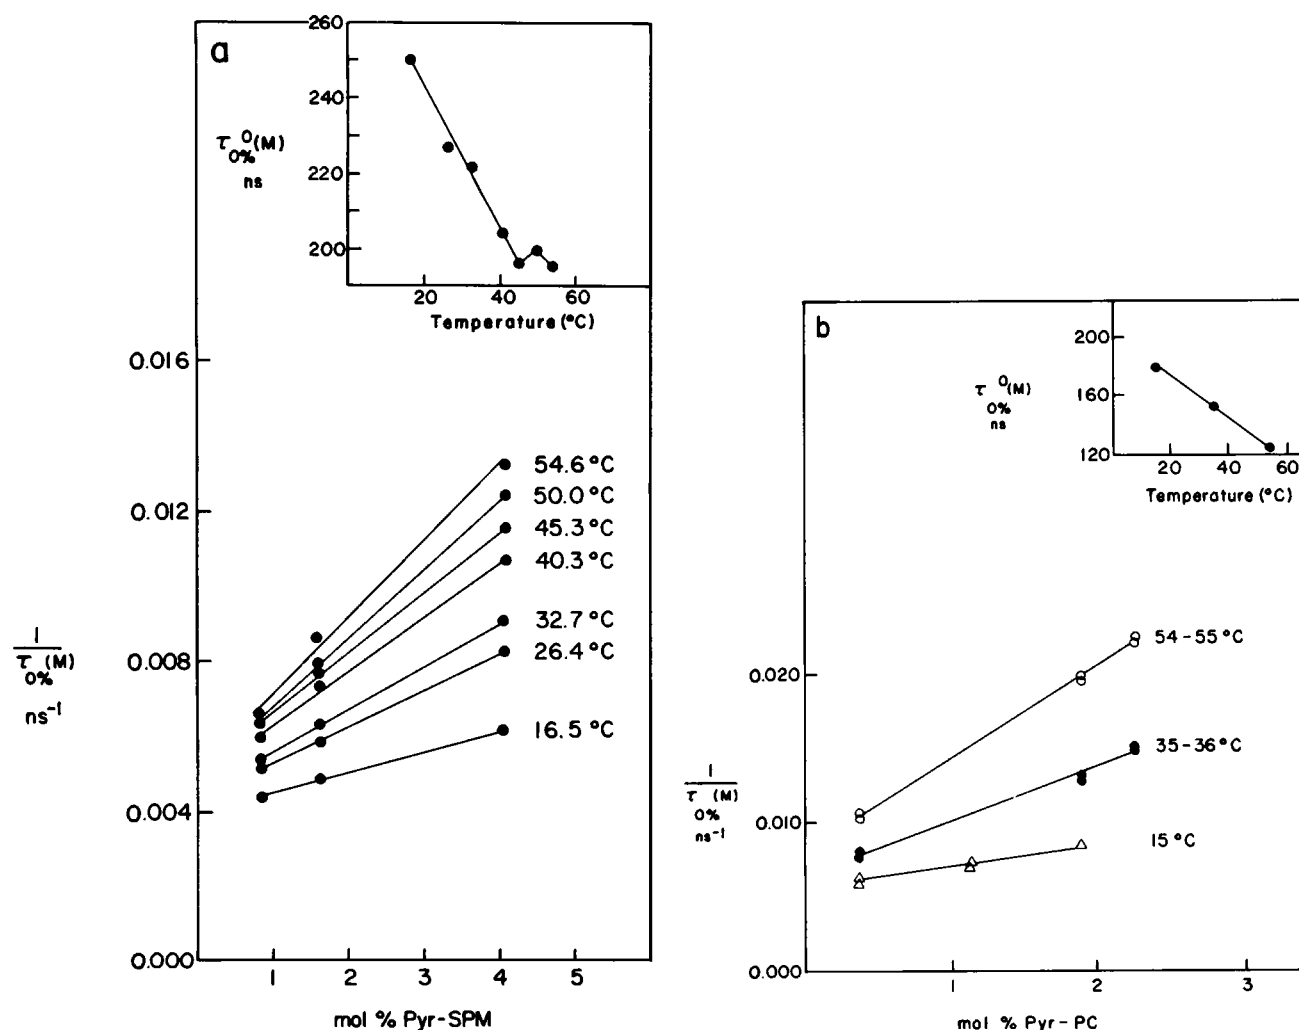 a
260
240
220
200
τ 0% 0(M)
ns
20 40 60
Temperature (°C)
0.016
0.012
0.008
0.004
0.000
1
τ (M)
0%
ns⁻¹
54.6 °C
50.0 °C
45.3 °C
40.3 °C
32.7 °C
26.4 °C
16.5 °C
1 2 3 4 5
mol % Pyr-SPM
b
200
160
120
τ 0(M)
0%
ns
20 40 60
Temperature (°C)
0.020
0.010
0.000
1
τ (M)
0%
ns⁻¹
54-55 °C
35-36 °C
15 °C
1 2 3
mol % Pyr-PC